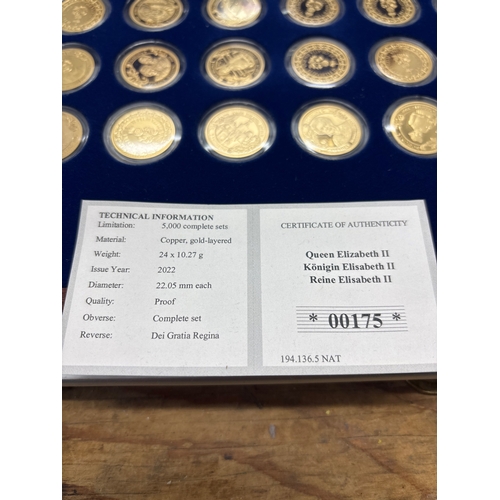 TECHNICAL INFORMATION
Limitation: 5,000 complete sets
Material: Copper, gold-layered
Weight: 24 x 10.27 g
Issue Year: 2022
Diameter: 22.05 mm each
Quality: Proof
Obverse: Complete set
Reverse: Dei Gratia Regina
CERTIFICATE OF AUTHENTICITY
Queen Elizabeth II
Königin Elisabeth II
Reine Elisabeth II
* 00175 *
194.136.5 NAT